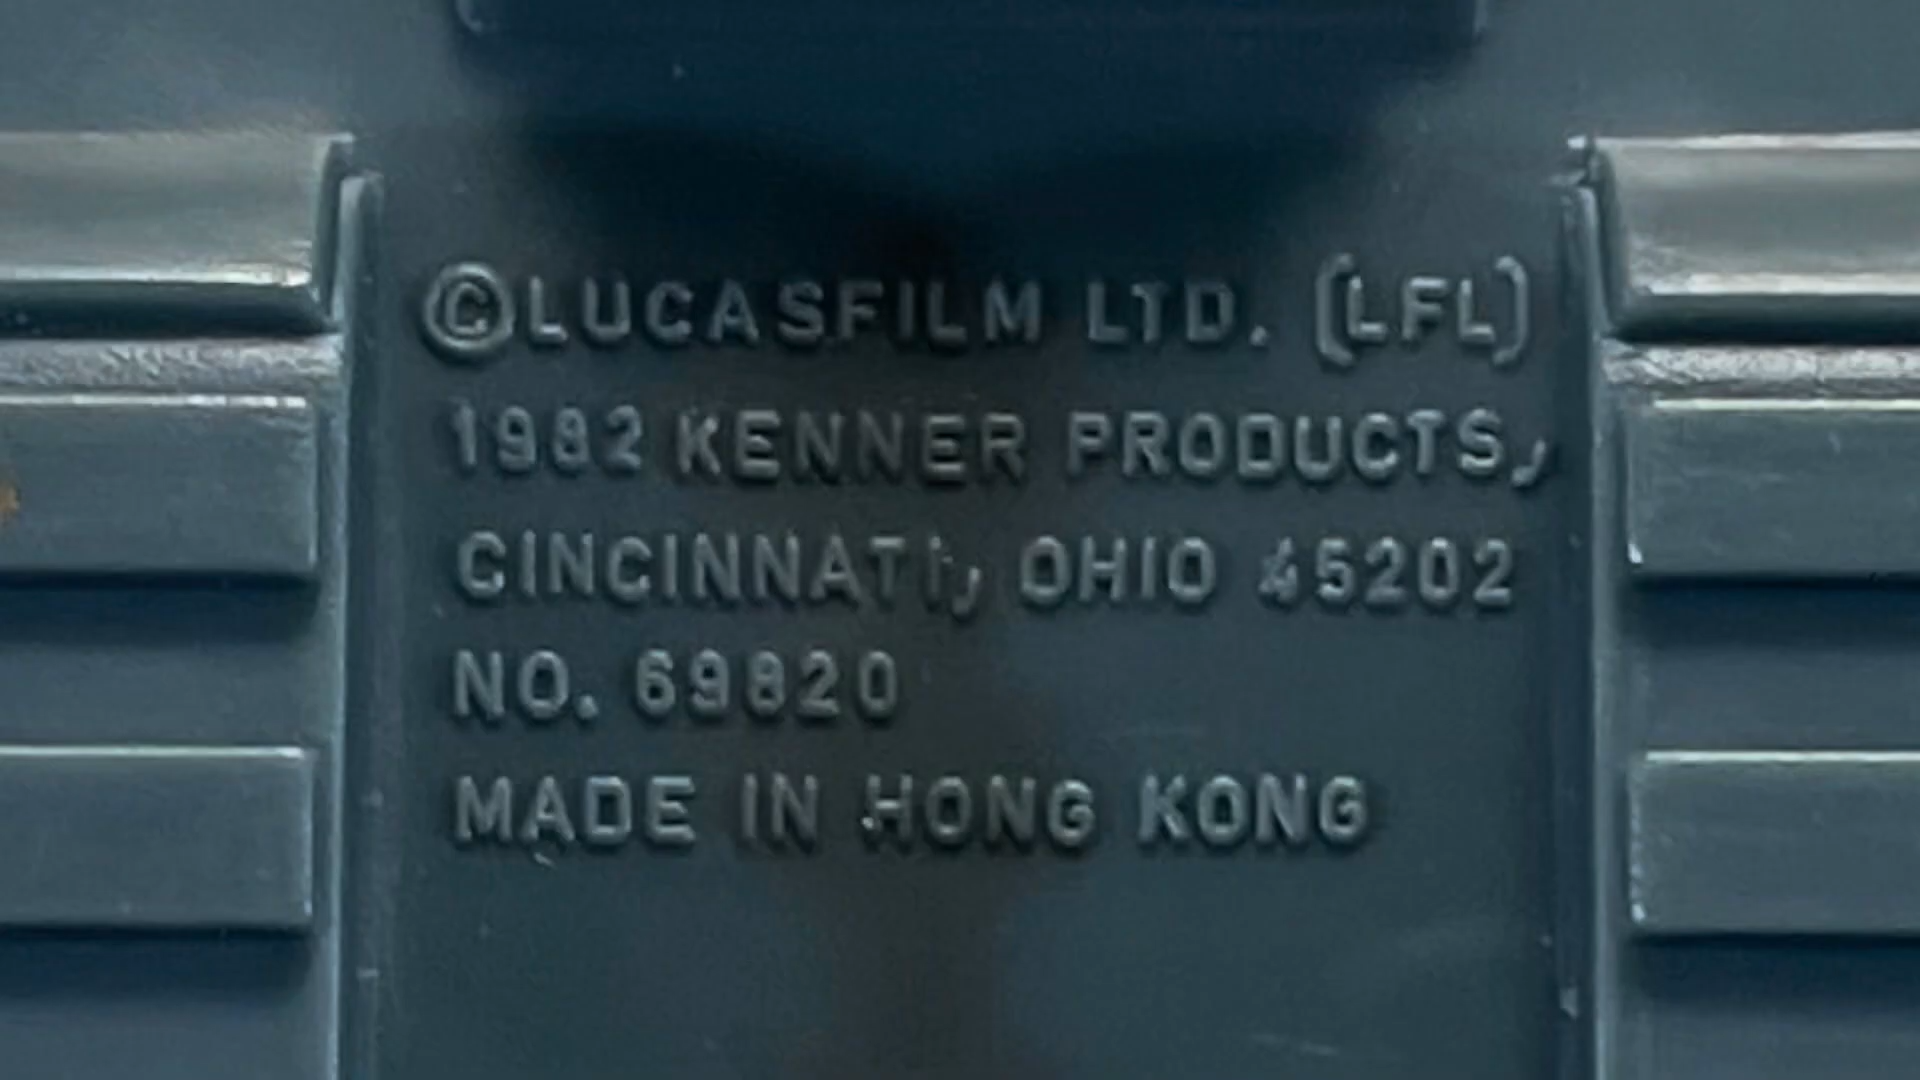 ©LUCASFILM LTD. (LFL)
1982 KENNER PRODUCTS,
CINCINNATI, OHIO 45202
NO. 69820
MADE IN HONG KONG